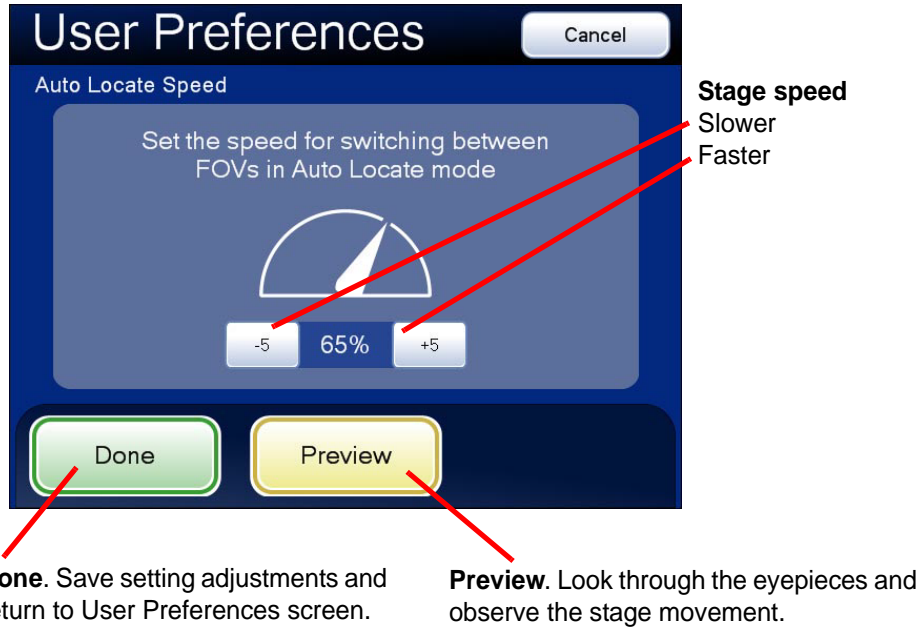 User Preferences
Cancel
Auto Locate Speed
Set the speed for switching between
FOVs in Auto Locate mode
-5
65%
+5
Stage speed
Slower
Faster
Done
Preview
one. Save setting adjustments and
eturn to User Preferences screen.
Preview. Look through the eyepieces and
observe the stage movement.